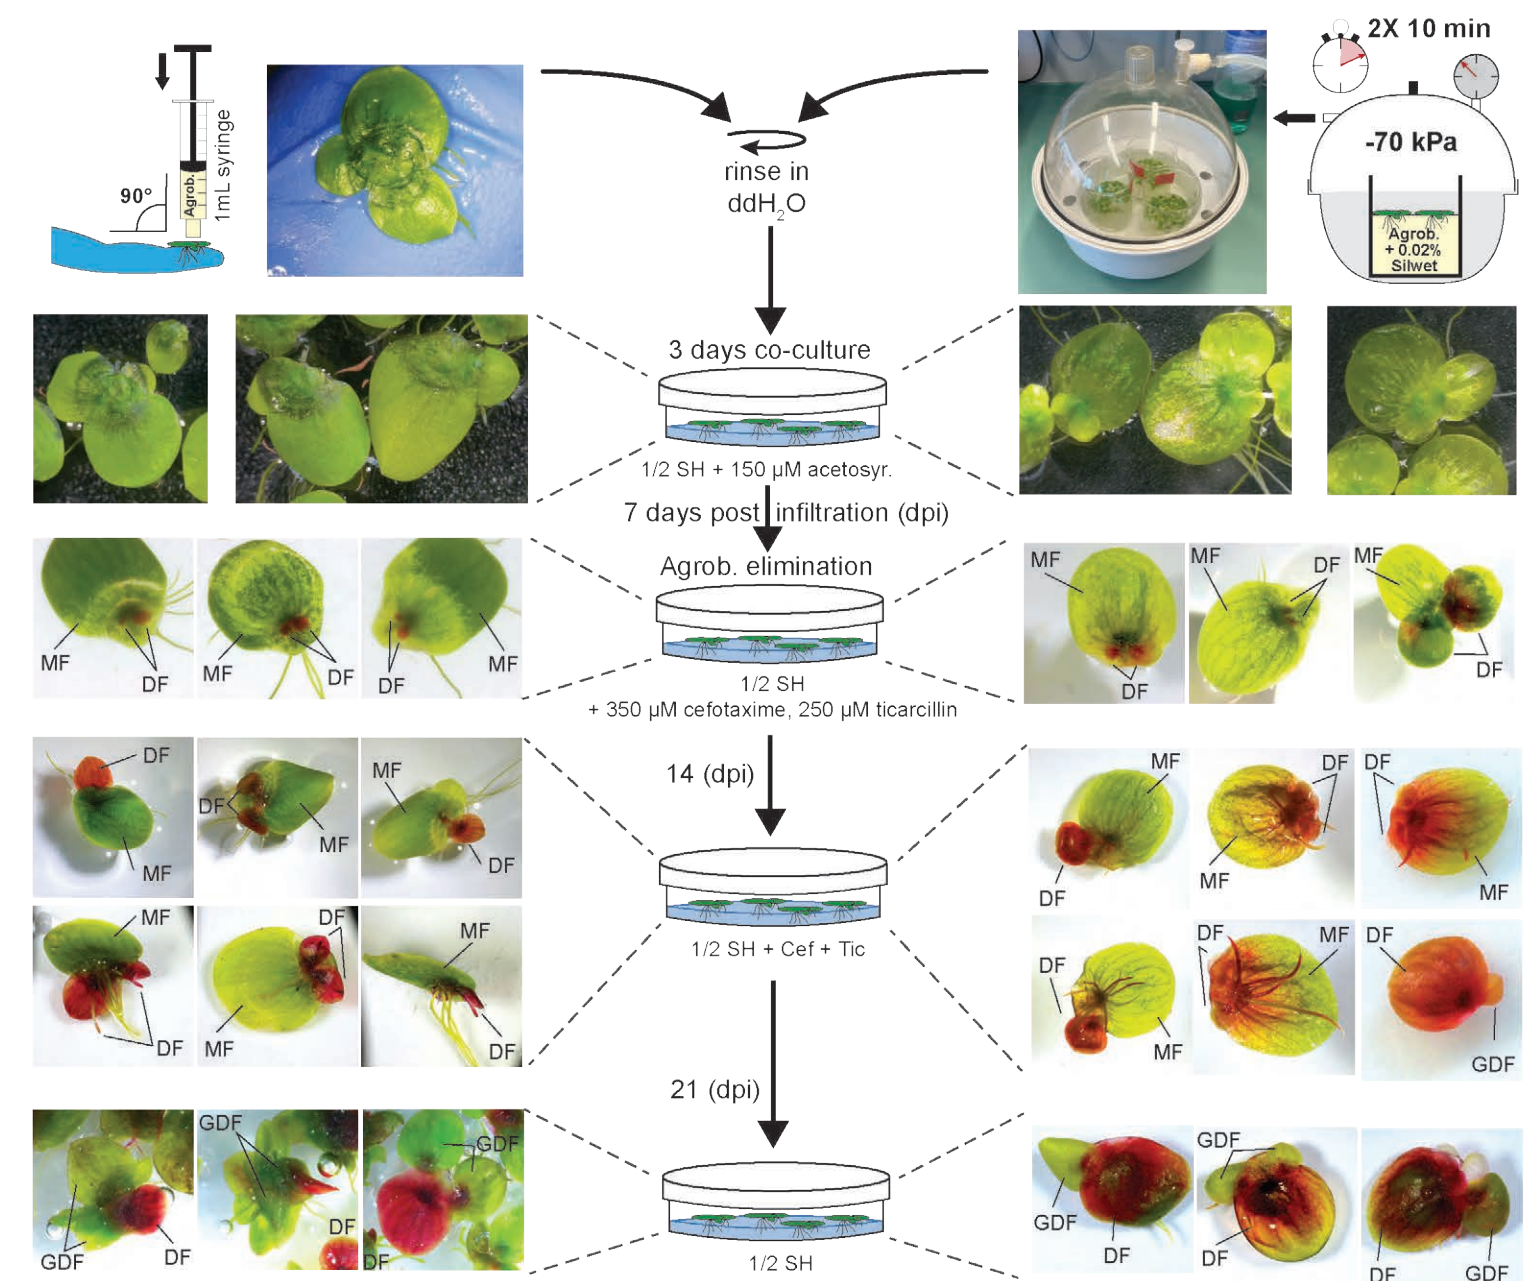 2X 10 min
90°
Agrob.
1mL syringe
rinse in
ddH2O
-70 kPa
Agrob.
+ 0.02%
Silwet
3 days co-culture
1/2 SH + 150 µM acetosyr.
7 days post infiltration (dpi)
Agrob. elimination
MF
DF
MF
DF
DF
MF
MF
DF
MF
DF
MF
DF
1/2 SH
+ 350 µM cefotaxime, 250 µM ticarcillin
14 (dpi)
DF
MF
DF
MF
MF
DF
MF
DF
DF
MF
MF
DF
MF
DF
DF
MF
DF
MF
DF
MF
DF
MF
DF
GDF
1/2 SH + Cef + Tic
21 (dpi)
GDF
DF
GDF
DF
GDF
DF
GDF
DF
GDF
DF
DF
GDF
1/2 SH